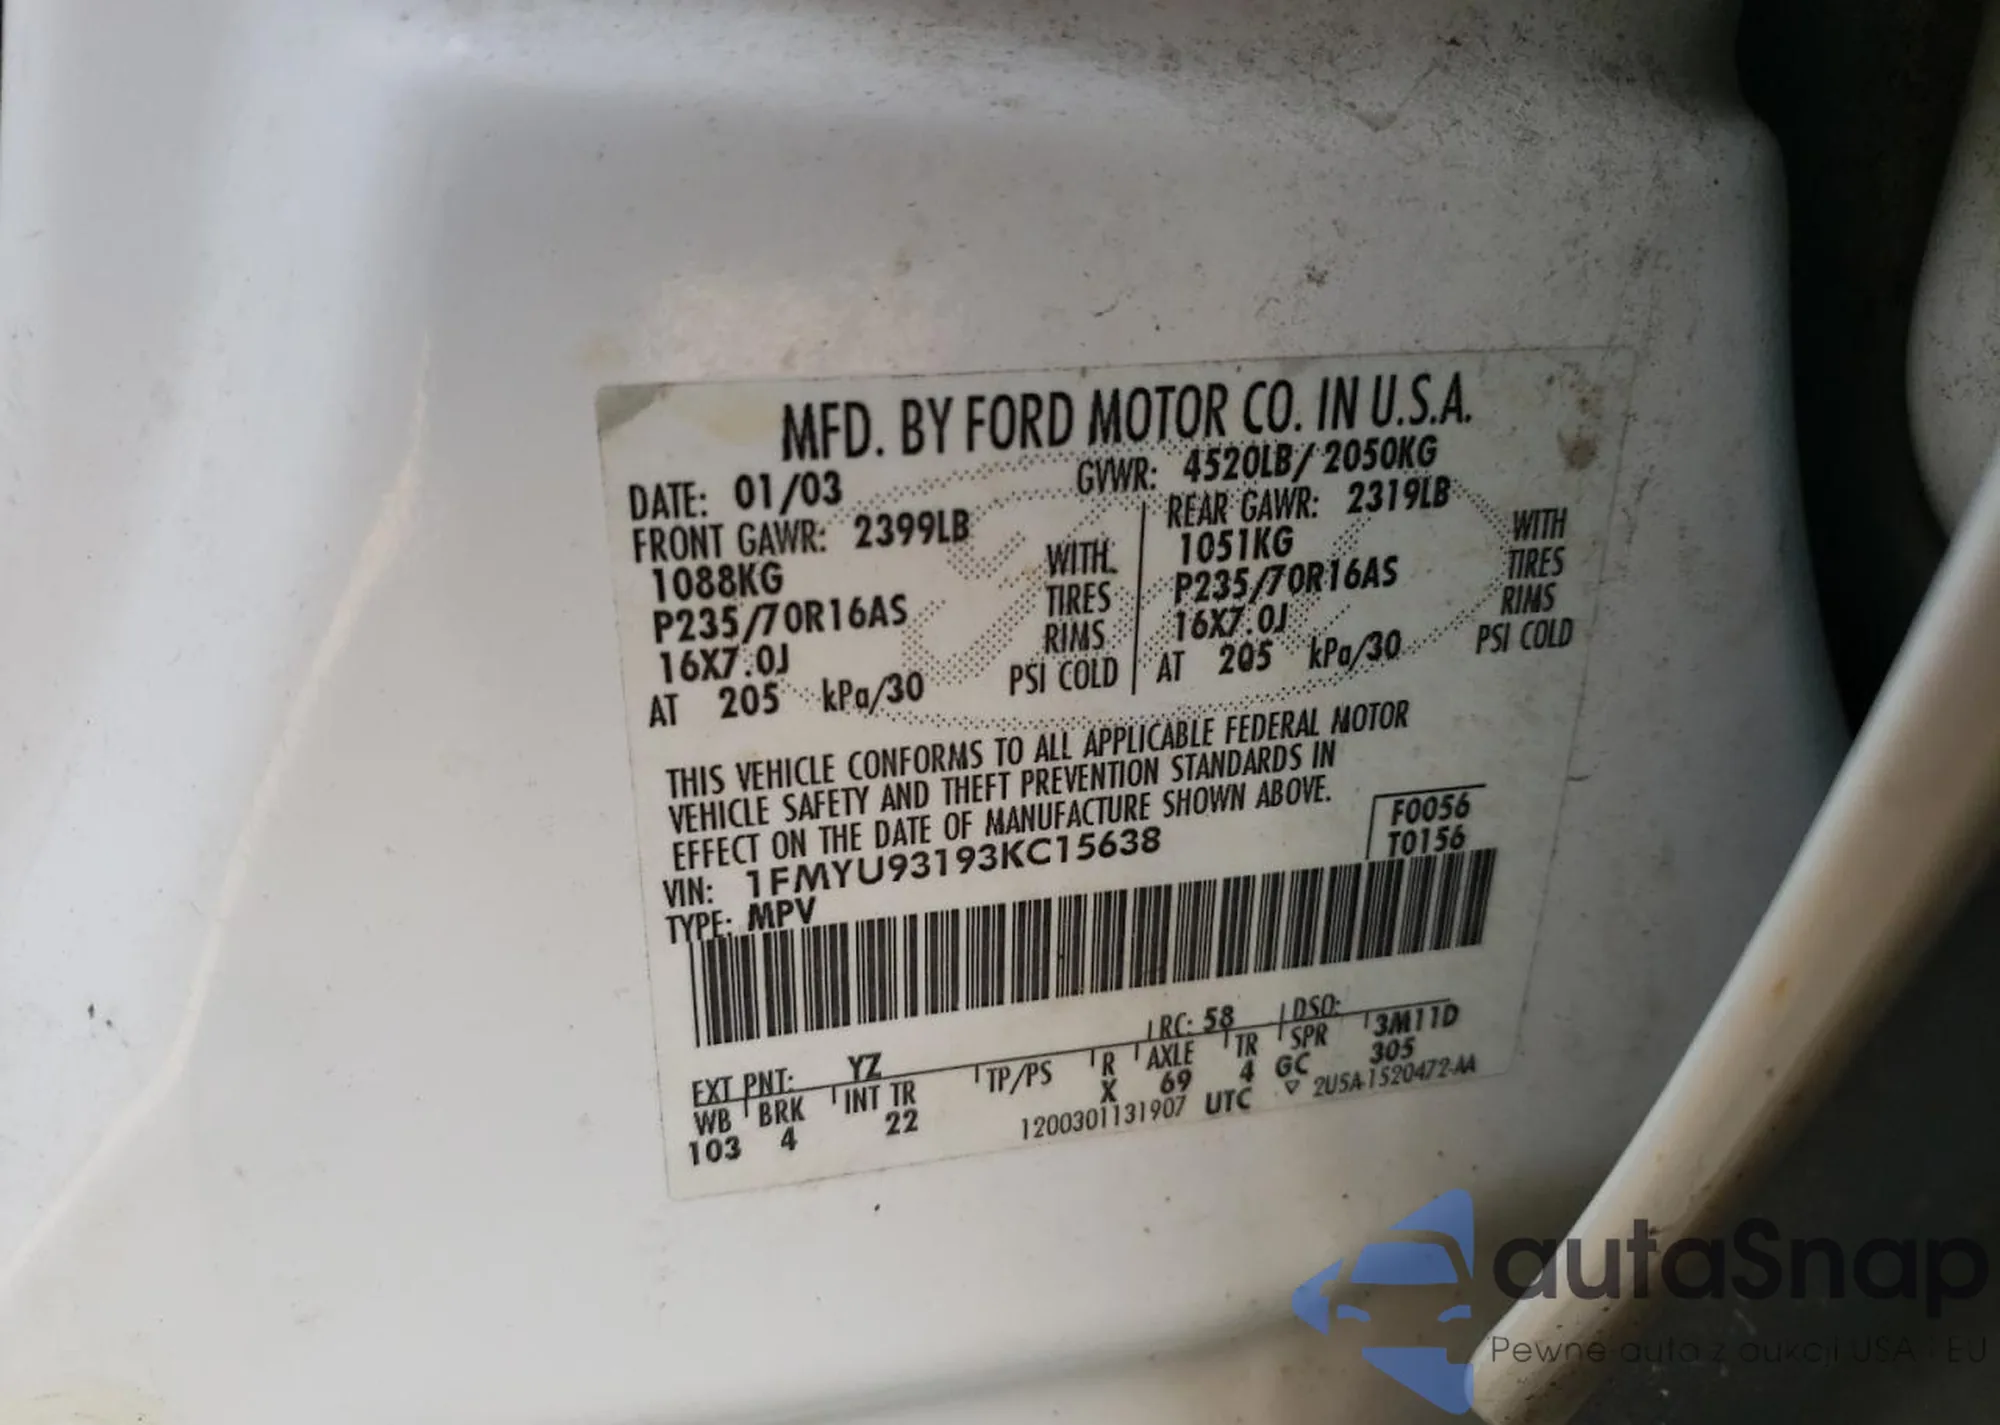 MFD. BY FORD MOTOR CO. IN U.S.A.
DATE: 01/03 GVWR: 4520LB/ 2050KG
FRONT GAWR: 2399LB REAR GAWR: 2319LB
1088KG WITH 1051KG WITH
P235/70R16AS TIRES P235/70R16AS TIRES
16X7.0J RIMS 16X7.0J RIMS
AT 205 kPa/30 PSI COLD AT 205 kPa/30 PSI COLD
THIS VEHICLE CONFORMS TO ALL APPLICABLE FEDERAL MOTOR
VEHICLE SAFETY AND THEFT PREVENTION STANDARDS IN
EFFECT ON THE DATE OF MANUFACTURE SHOWN ABOVE.
F0056
VIN: 1FMYU93193KC15638 T0156
TYPE: MPV
EXT PNT: YZ RC: 58 DSO:
WB BRK INT TR TP/PS R AXLE TR SPR 3M11D
103 4 22 X 69 4 GC 305
1200301131907 UTC ▽ 2U5A-1520472-AA
autaSnap
Pewne auta z aukcji USA i EU